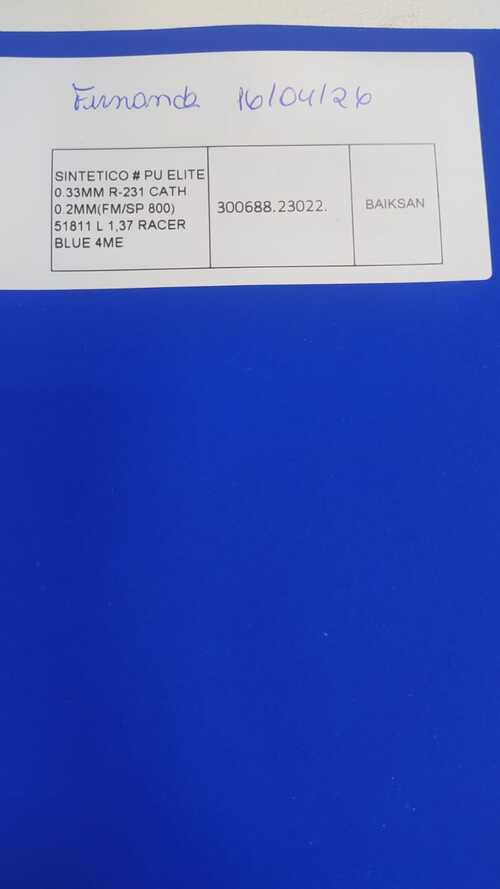 Fernanda 16/04/26
SINTETICO # PU ELITE
0.33MM R-231 CATH
0.2MM(FM/SP 800)
51811 L 1,37 RACER
BLUE 4ME
300688.23022.
BAIKSAN